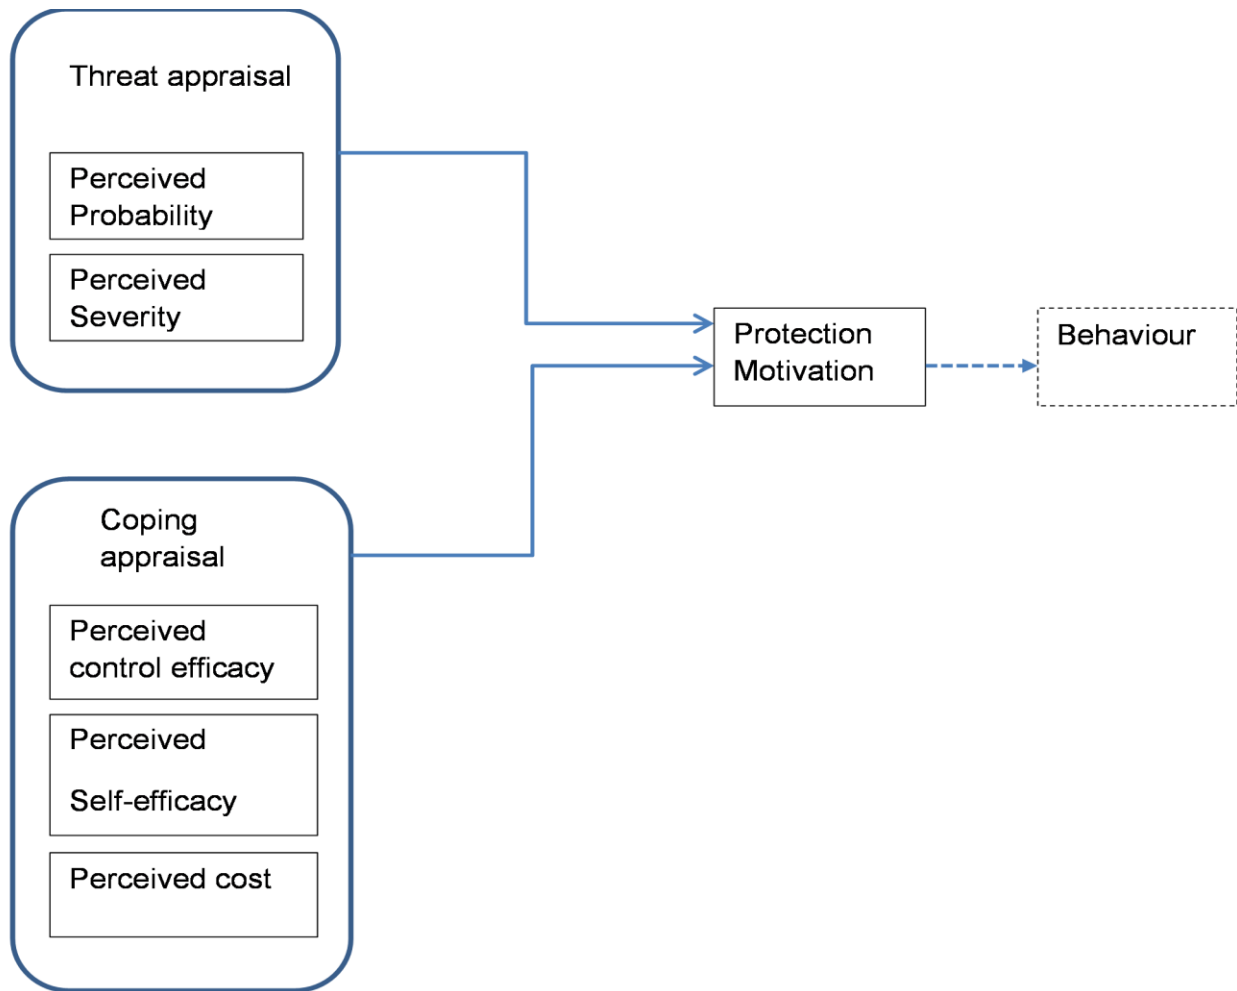 Threat appraisal
Perceived
Probability
Perceived
Severity
Protection
Motivation
Behaviour
Coping
appraisal
Perceived
control efficacy
Perceived
Self-efficacy
Perceived cost